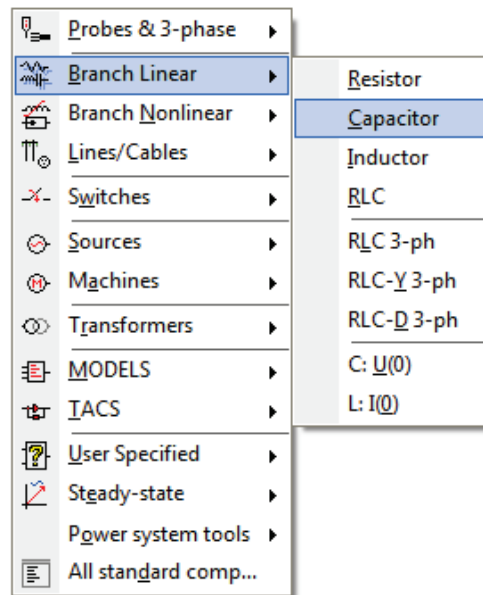 Probes & 3-phase
Branch Linear
Branch Nonlinear
Lines/Cables
Switches
Sources
Machines
Transformers
MODELS
TACS
User Specified
Steady-state
Power system tools
All standard comp...
Resistor
Capacitor
Inductor
RLC
RLC 3-ph
RLC-Y 3-ph
RLC-D 3-ph
C: U(0)
L: I(0)